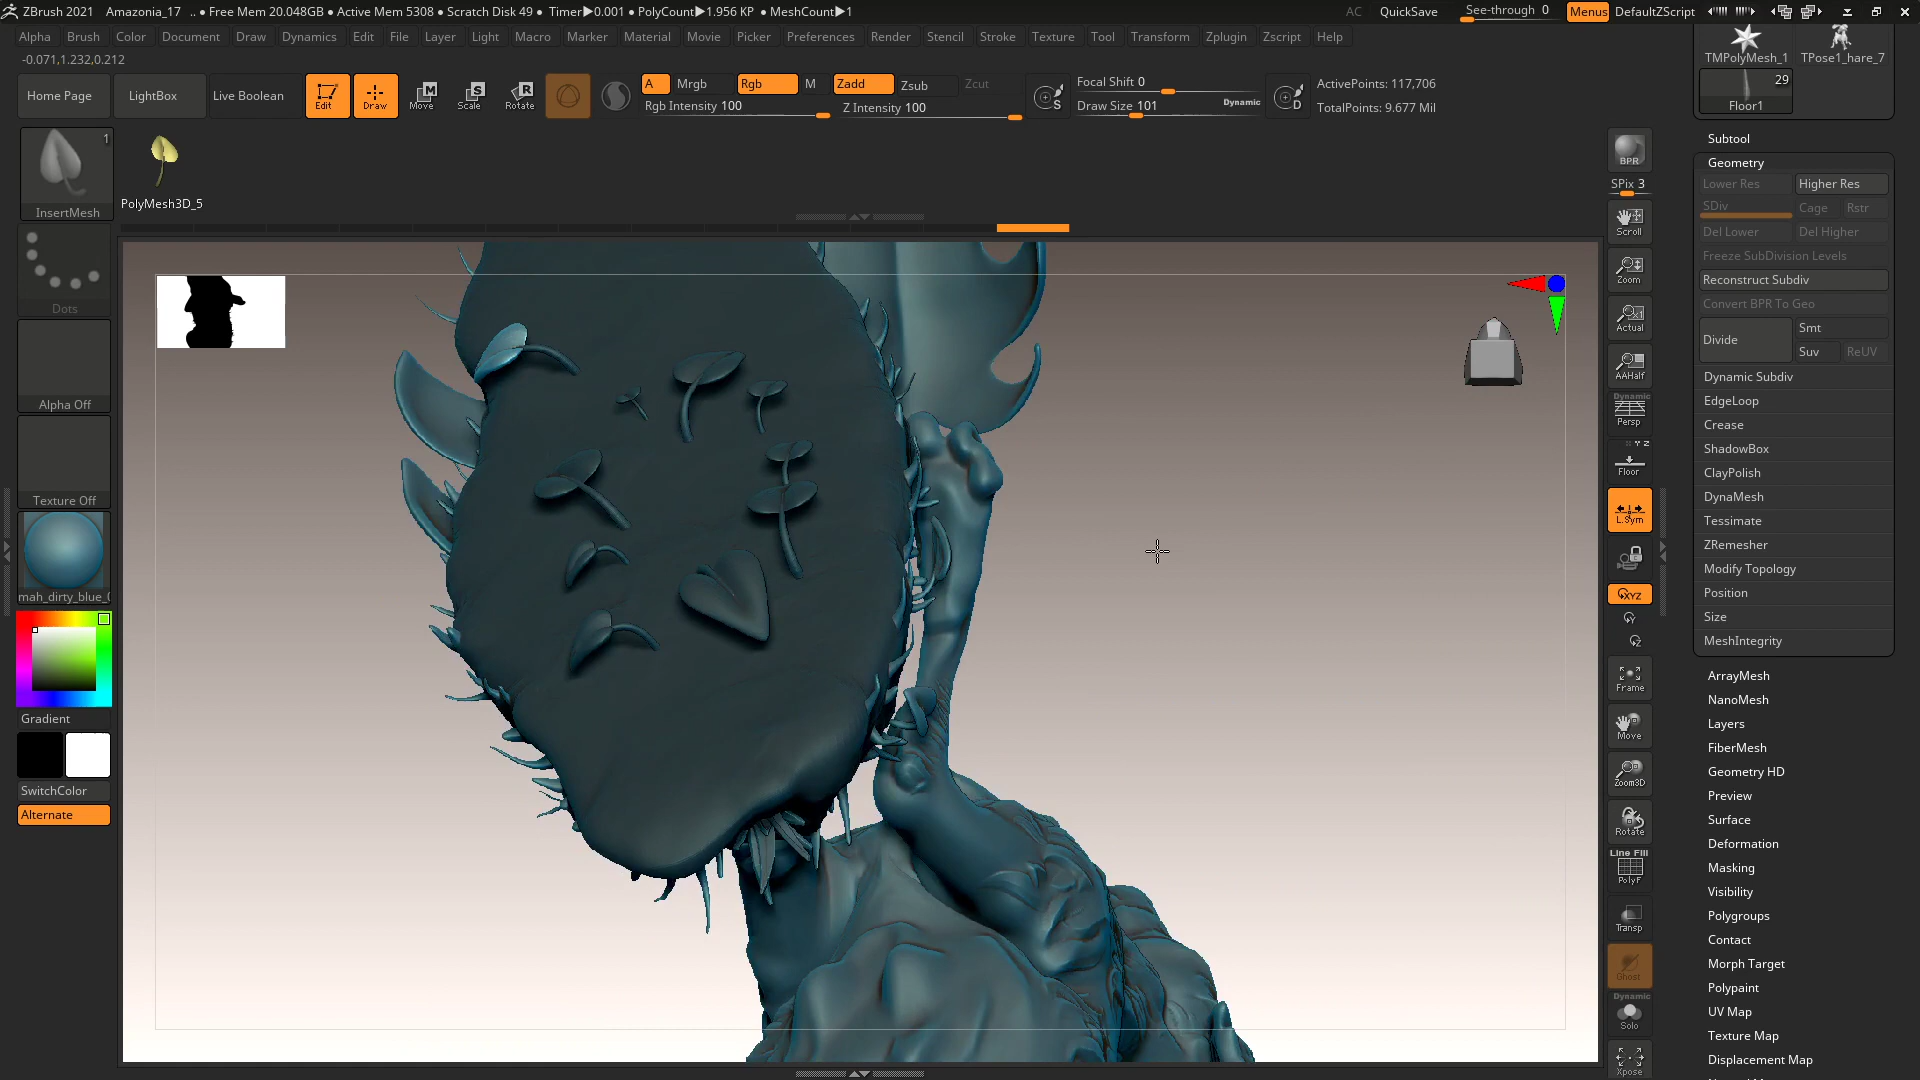 ZBrush 2021 Amazonia_17 .. • Free Mem 20.048GB • Active Mem 5308 • Scratch Disk 49 • Timer▶0.001 • PolyCount▶1.956 KP • MeshCount▶1 AC QuickSave See-through 0 Menus DefaultZScript
Alpha Brush Color Document Draw Dynamics Edit File Layer Light Macro Marker Material Movie Picker Preferences Render Stencil Stroke Texture Tool Transform Zplugin Zscript Help
-0.071,1.232,0.212
Home Page LightBox Live Boolean Edit Draw Move Scale Rotate
A Mrgb Rgb M Zadd Zsub Zcut
Rgb Intensity 100 Z Intensity 100
S Focal Shift 0
Draw Size 101 Dynamic D
ActivePoints: 117,706
TotalPoints: 9.677 Mil
1
InsertMesh
PolyMesh3D_5
Dots
Alpha Off
Texture Off
mah_dirty_blue_0
Gradient
SwitchColor
Alternate
BPR
SPix 3
Scroll
Zoom
Actual
AAHalf
Dynamic
Persp
Floor
L.Sym
XYZ
Frame
Move
Zoom3D
Rotate
Line Fill
PolyF
Transp
Ghost
Dynamic
Solo
Xpose
TMPolyMesh_1 TPose1_hare_7
29
Floor1
Subtool
Geometry
Lower Res Higher Res
SDiv Cage Rstr
Del Lower Del Higher
Freeze SubDivision Levels
Reconstruct Subdiv
Convert BPR To Geo
Divide Smt
Suv ReUV
Dynamic Subdiv
EdgeLoop
Crease
ShadowBox
ClayPolish
DynaMesh
Tessimate
ZRemesher
Modify Topology
Position
Size
MeshIntegrity
ArrayMesh
NanoMesh
Layers
FiberMesh
Geometry HD
Preview
Surface
Deformation
Masking
Visibility
Polygroups
Contact
Morph Target
Polypaint
UV Map
Texture Map
Displacement Map